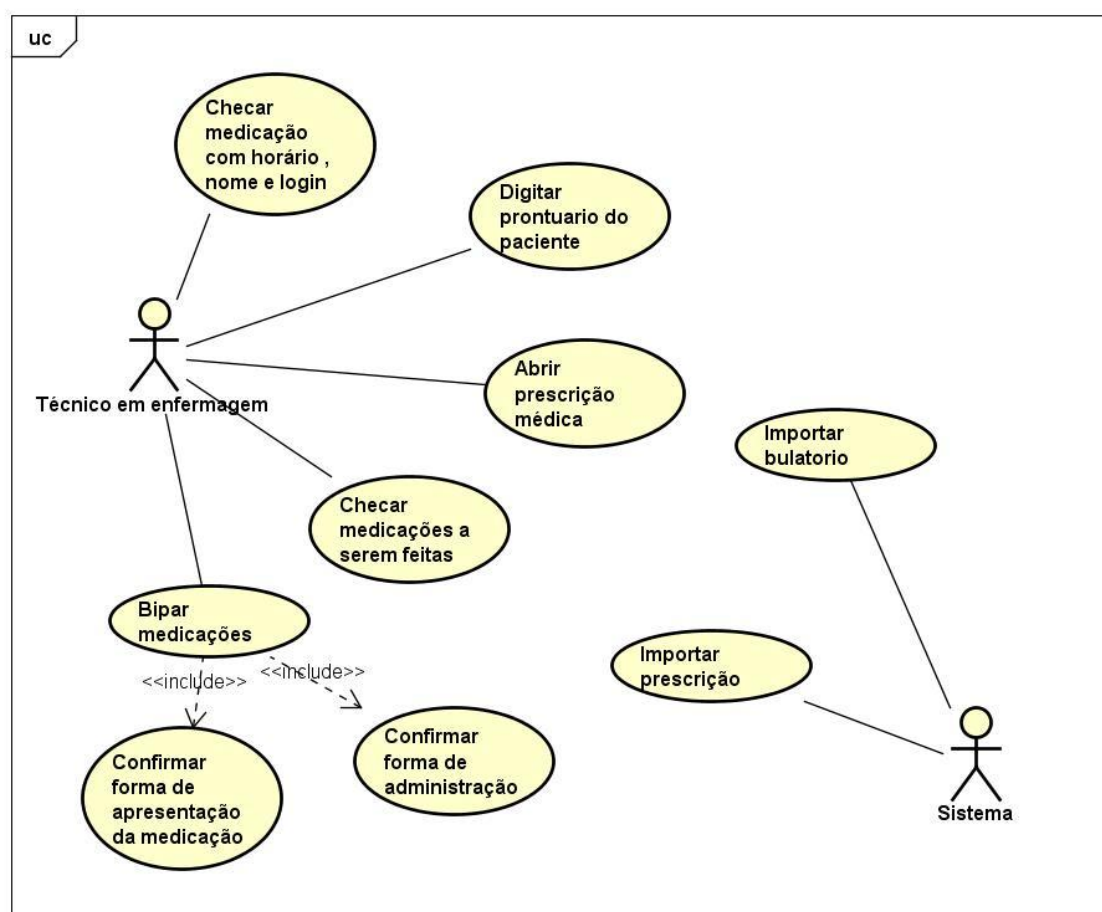 uc
Checar
medicação
com horário ,
nome e login
Digitar
prontuario do
paciente
Técnico em enfermagem
Abrir
prescrição
médica
Importar
bulatorio
Checar
medicações a
serem feitas
Bipar
medicações
<<include>>
<<include>>
Importar
prescrição
Confirmar
forma de
apresentação
da medicação
Confirmar
forma de
administração
Sistema